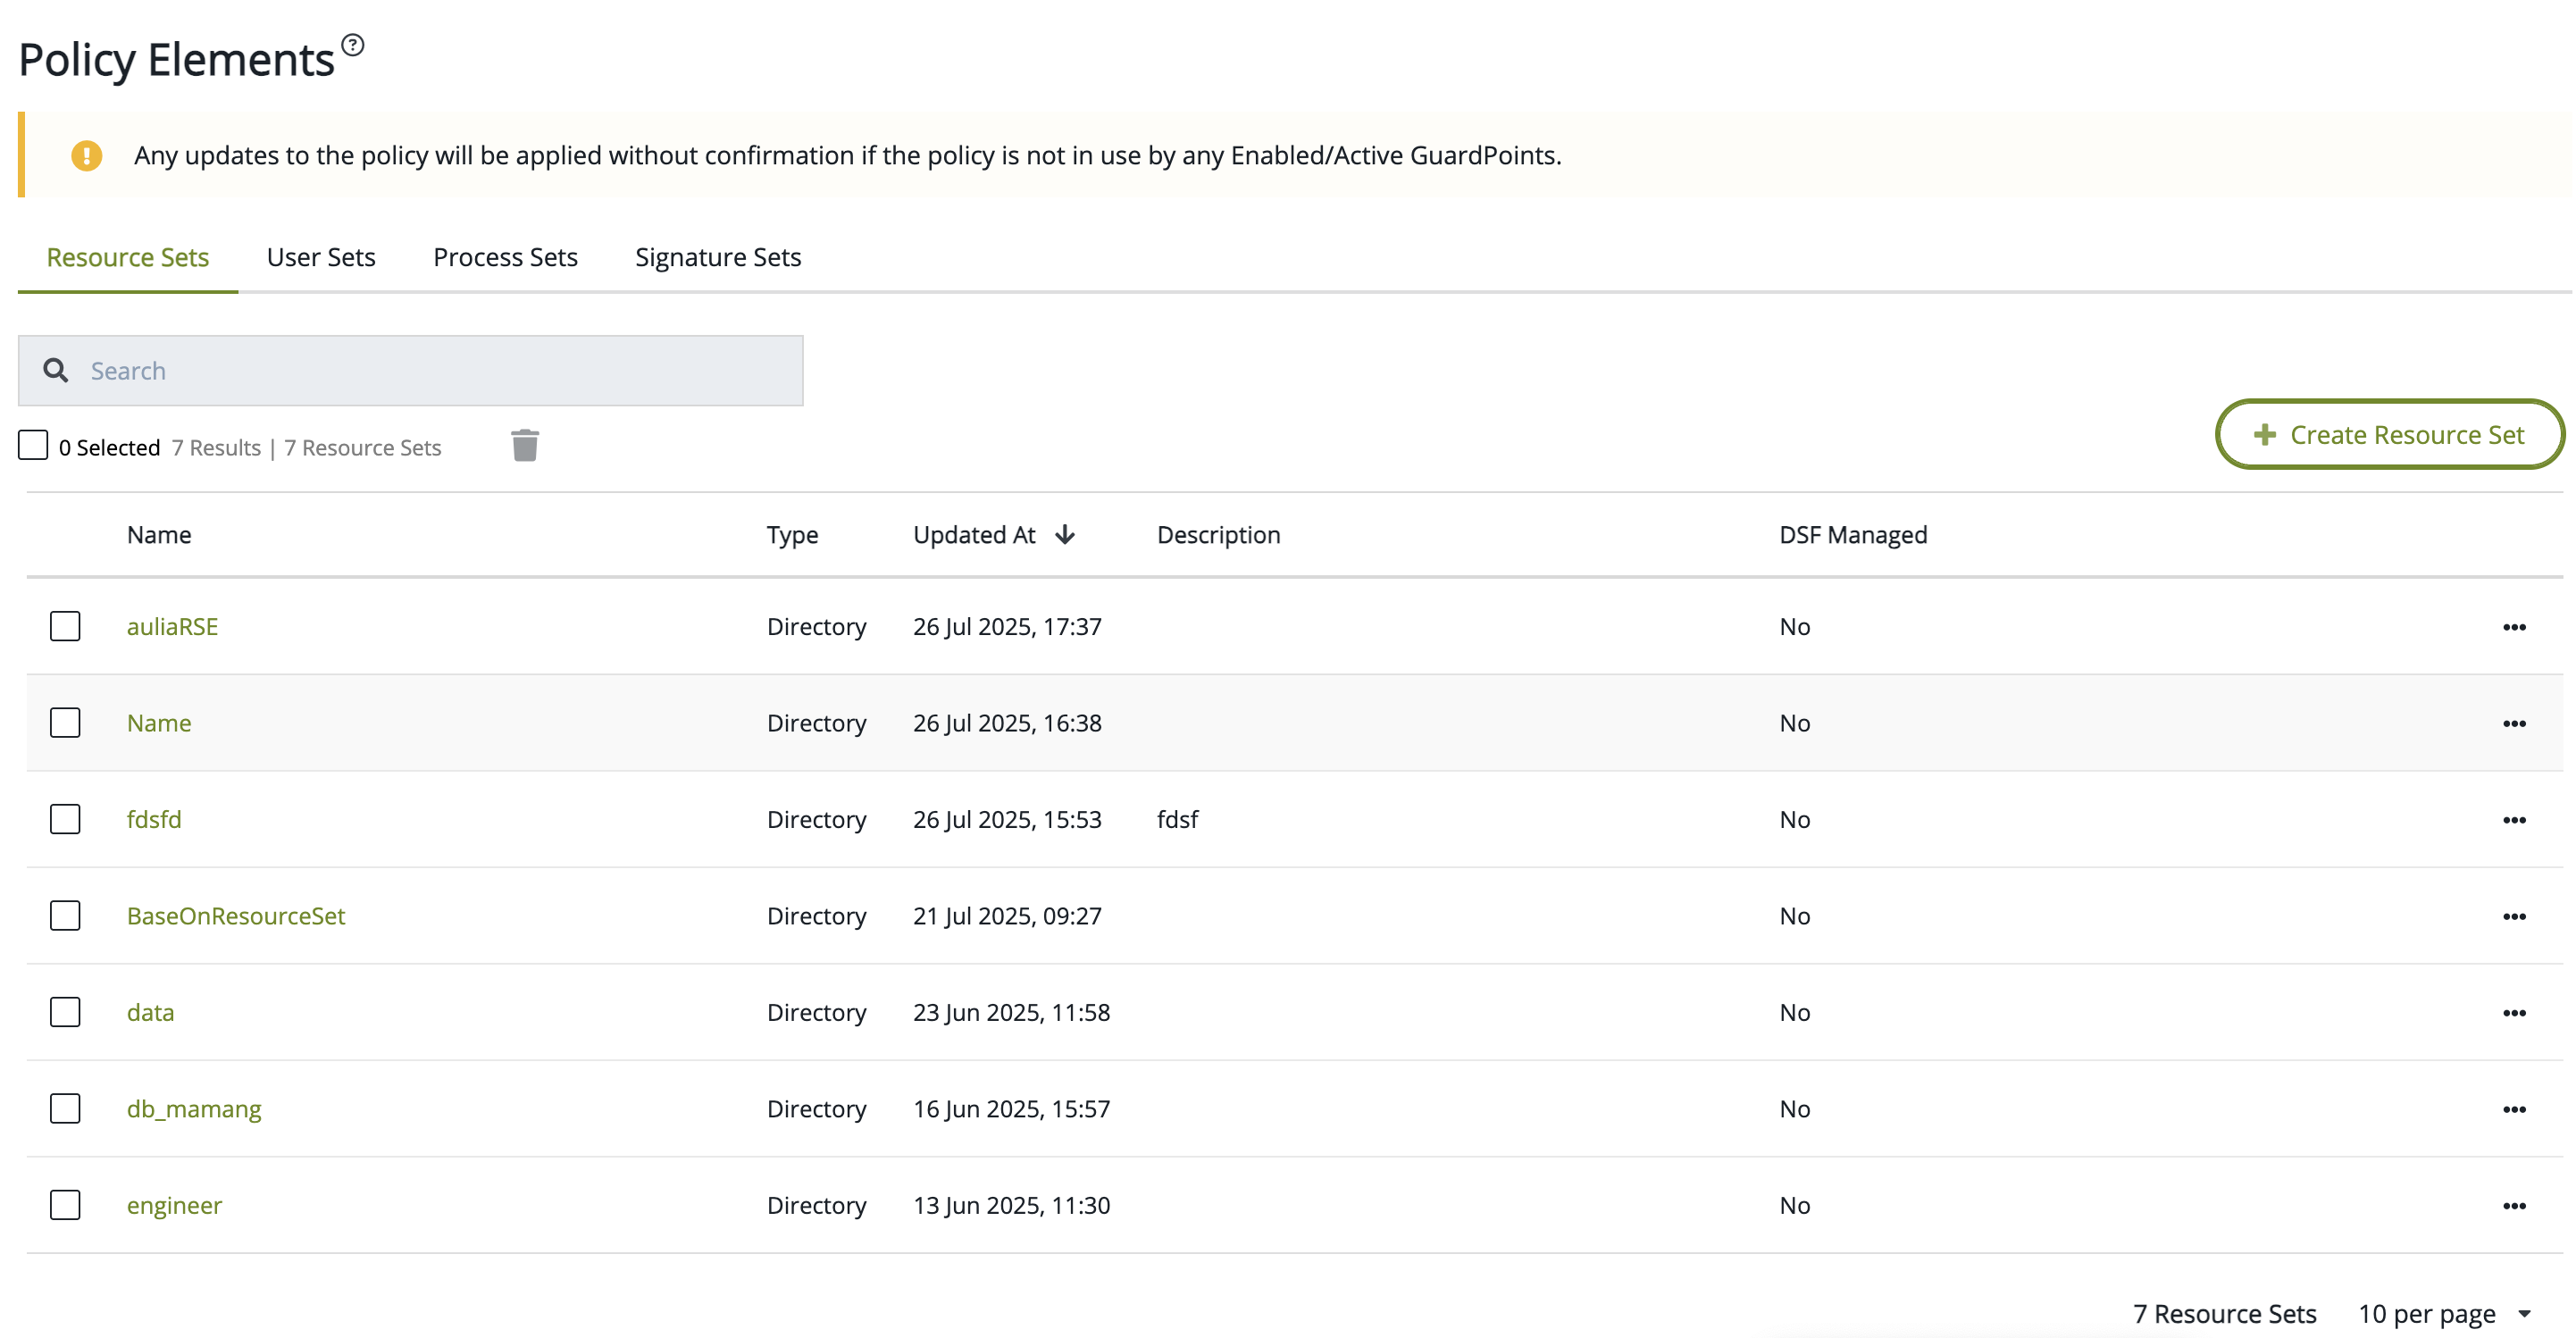 Policy Elements ?
Any updates to the policy will be applied without confirmation if the policy is not in use by any Enabled/Active GuardPoints.
Resource Sets User Sets Process Sets Signature Sets
Search
0 Selected 7 Results | 7 Resource Sets
+ Create Resource Set
Name Type Updated At Description DSF Managed
auliaRSE Directory 26 Jul 2025, 17:37 No
Name Directory 26 Jul 2025, 16:38 No
fdsfd Directory 26 Jul 2025, 15:53 fdsf No
BaseOnResourceSet Directory 21 Jul 2025, 09:27 No
data Directory 23 Jun 2025, 11:58 No
db_mamang Directory 16 Jun 2025, 15:57 No
engineer Directory 13 Jun 2025, 11:30 No
7 Resource Sets 10 per page